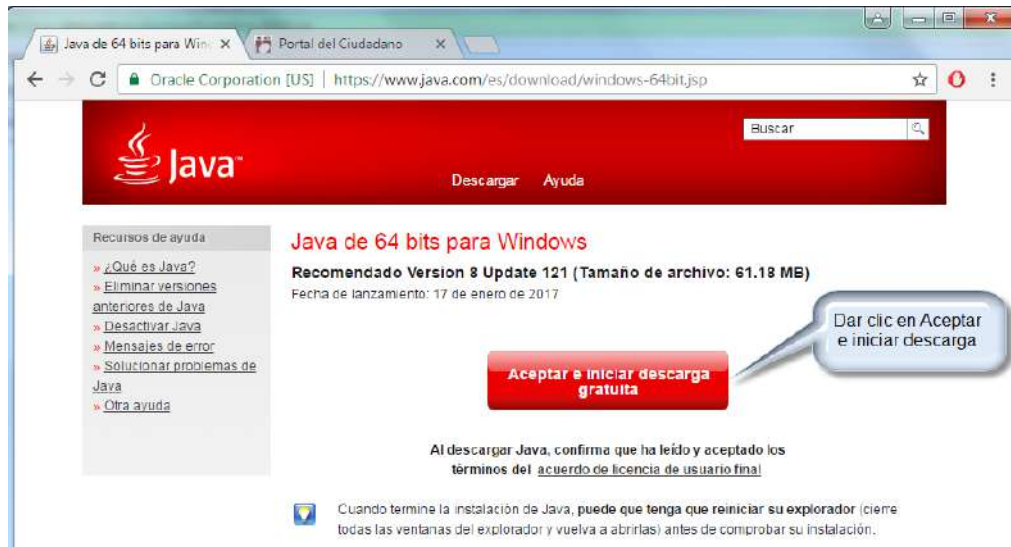 Java de 64 bits para Win
Portal del Ciudadano
Oracle Corporation [US] | https://www.java.com/es/download/windows-64bit.jsp
Buscar
Java™
Descargar Ayuda
Recursos de ayuda
» ¿Qué es Java?
» Eliminar versiones
anteriores de Java
» Desactivar Java
» Mensajes de error
» Solucionar problemas de
Java
» Otra ayuda
Java de 64 bits para Windows
Recomendado Version 8 Update 121 (Tamaño de archivo: 61.18 MB)
Fecha de lanzamiento: 17 de enero de 2017
Dar clic en Aceptar
e iniciar descarga
Aceptar e iniciar descarga
gratuita
Al descargar Java, confirma que ha leído y aceptado los
términos del acuerdo de licencia de usuario final
Cuando termine la instalación de Java, puede que tenga que reiniciar su explorador (cierre
todas las ventanas del explorador y vuelva a abrirlas) antes de comprobar su instalación.